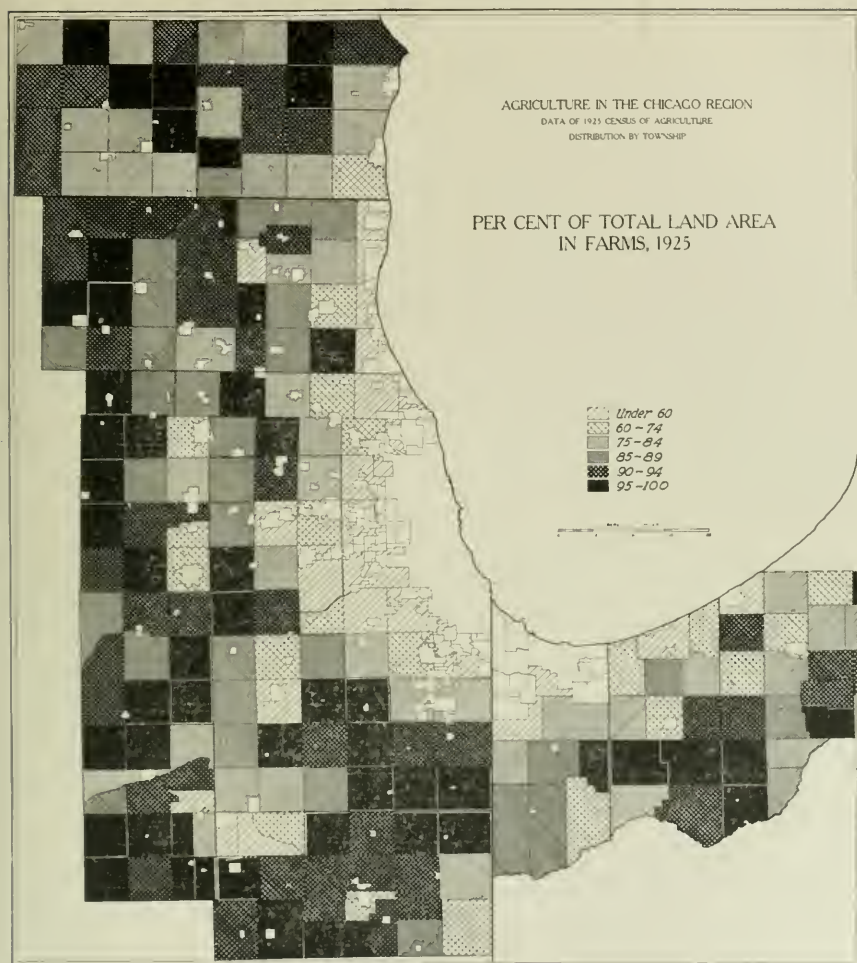 AGRICULTURE IN THE CHICAGO REGION
DATA OF 1925 CENSUS OF AGRICULTURE
DISTRIBUTION BY TOWNSHIP
PER CENT OF TOTAL LAND AREA
IN FARMS, 1925
Under 60
60-74
75-84
85-89
90-94
95-100